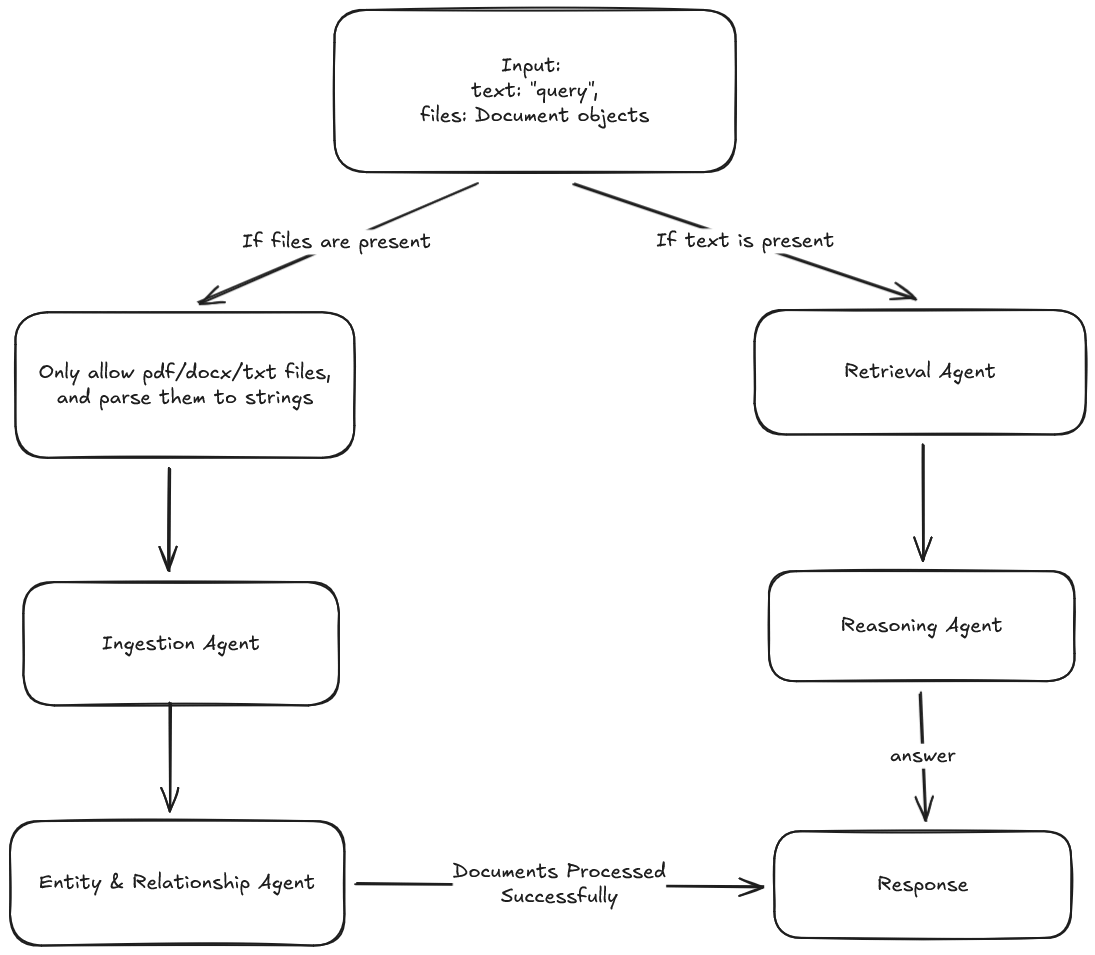 Input:
text: "query",
files: Document objects
If files are present
If text is present
Only allow pdf/docx/txt files,
and parse them to strings
Retrieval Agent
Ingestion Agent
Reasoning Agent
answer
Entity & Relationship Agent
Documents Processed
Successfully
Response